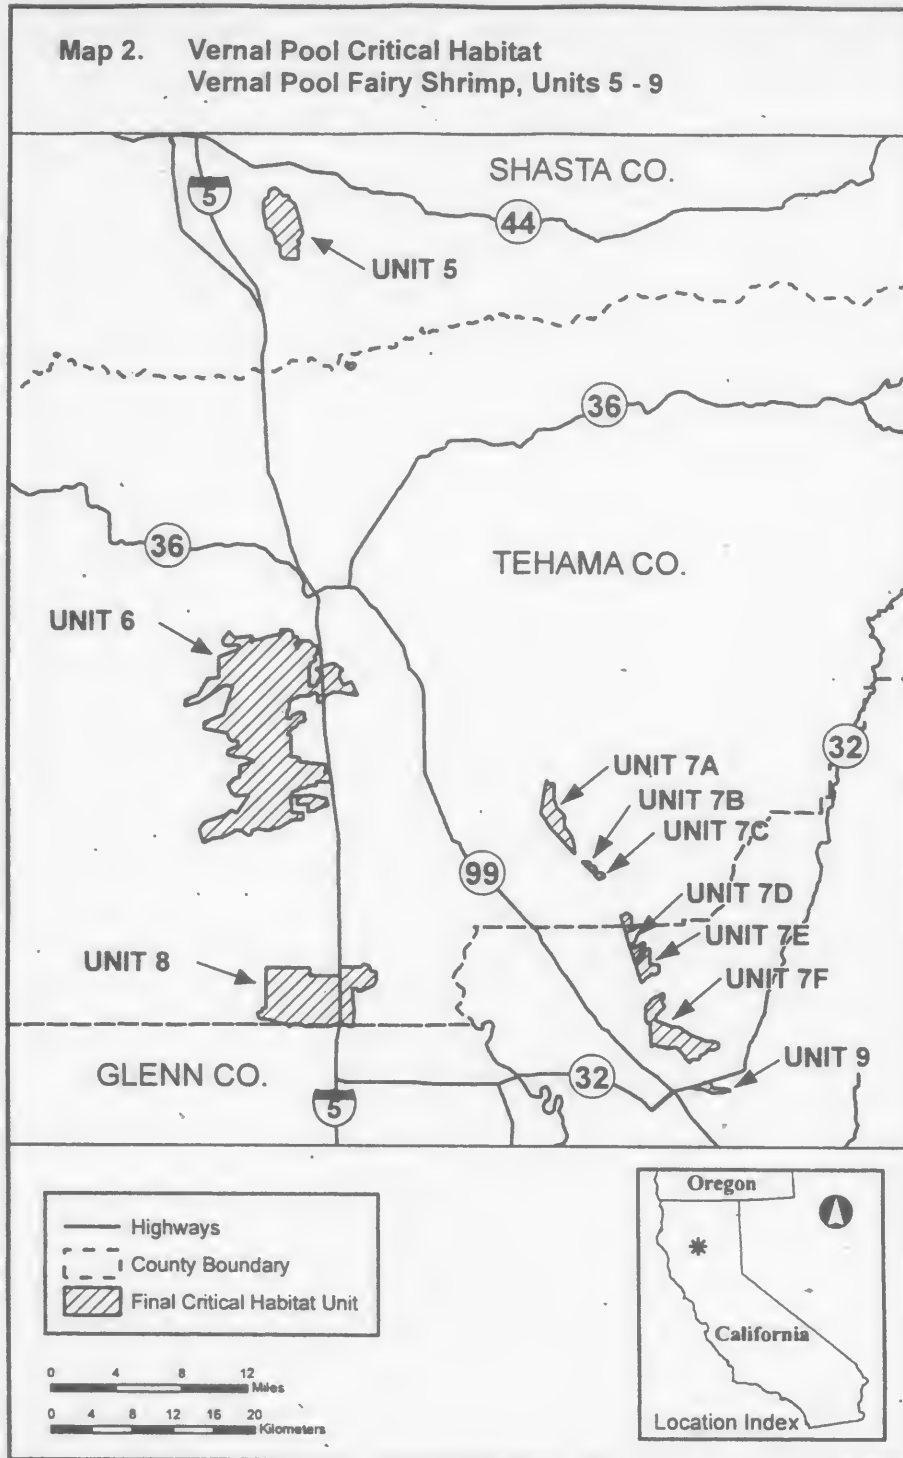 Map 2. Vernal Pool Critical Habitat
Vernal Pool Fairy Shrimp, Units 5 - 9
SHASTA CO.
5
44
UNIT 5
36
36
TEHAMA CO.
UNIT 6
32
UNIT 7A
UNIT 7B
UNIT 7C
99
UNIT 7D
UNIT 7E
UNIT 8
UNIT 7F
UNIT 9
GLENN CO.
32
5
Highways
County Boundary
Final Critical Habitat Unit
0 4 8 12
Miles
0 4 8 12 16 20
Kilometers
Oregon
California
Location Index